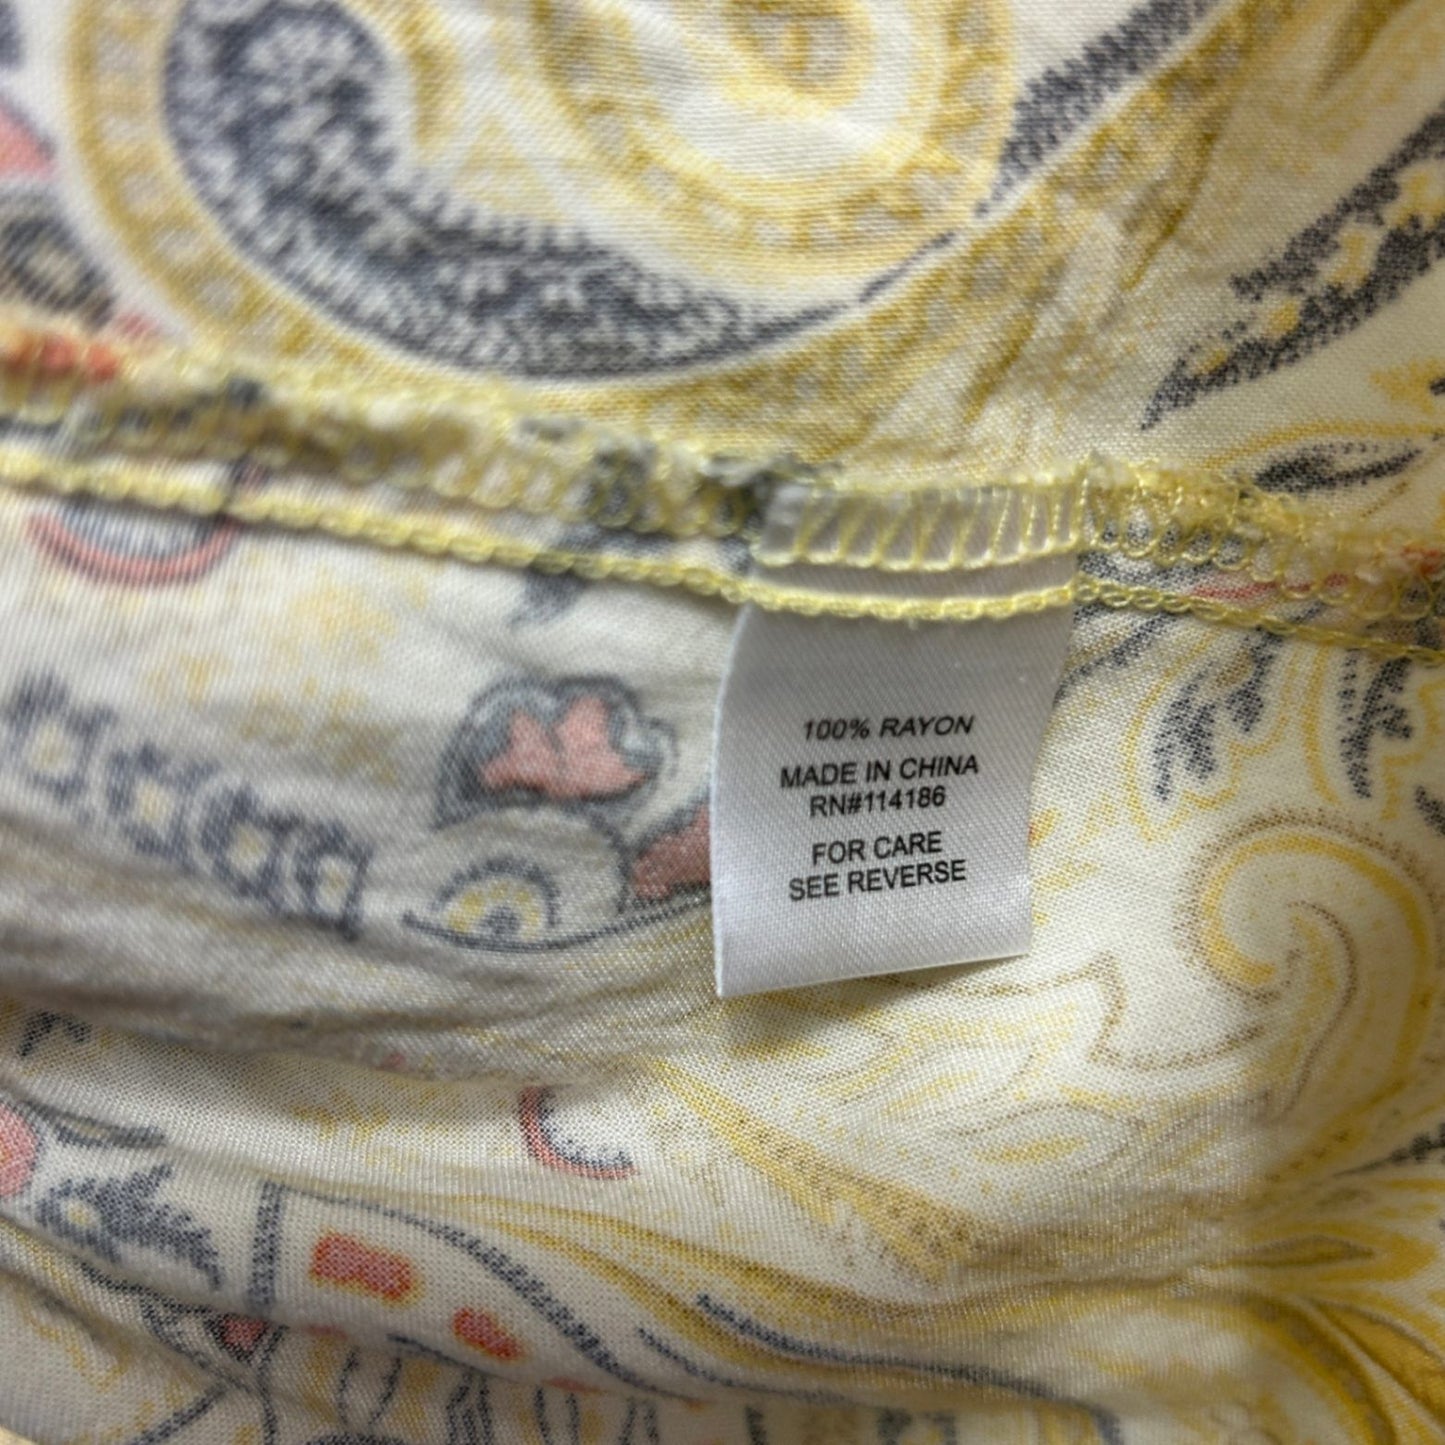 100% RAYON
MADE IN CHINA
RN#114186
FOR CARE
SEE REVERSE